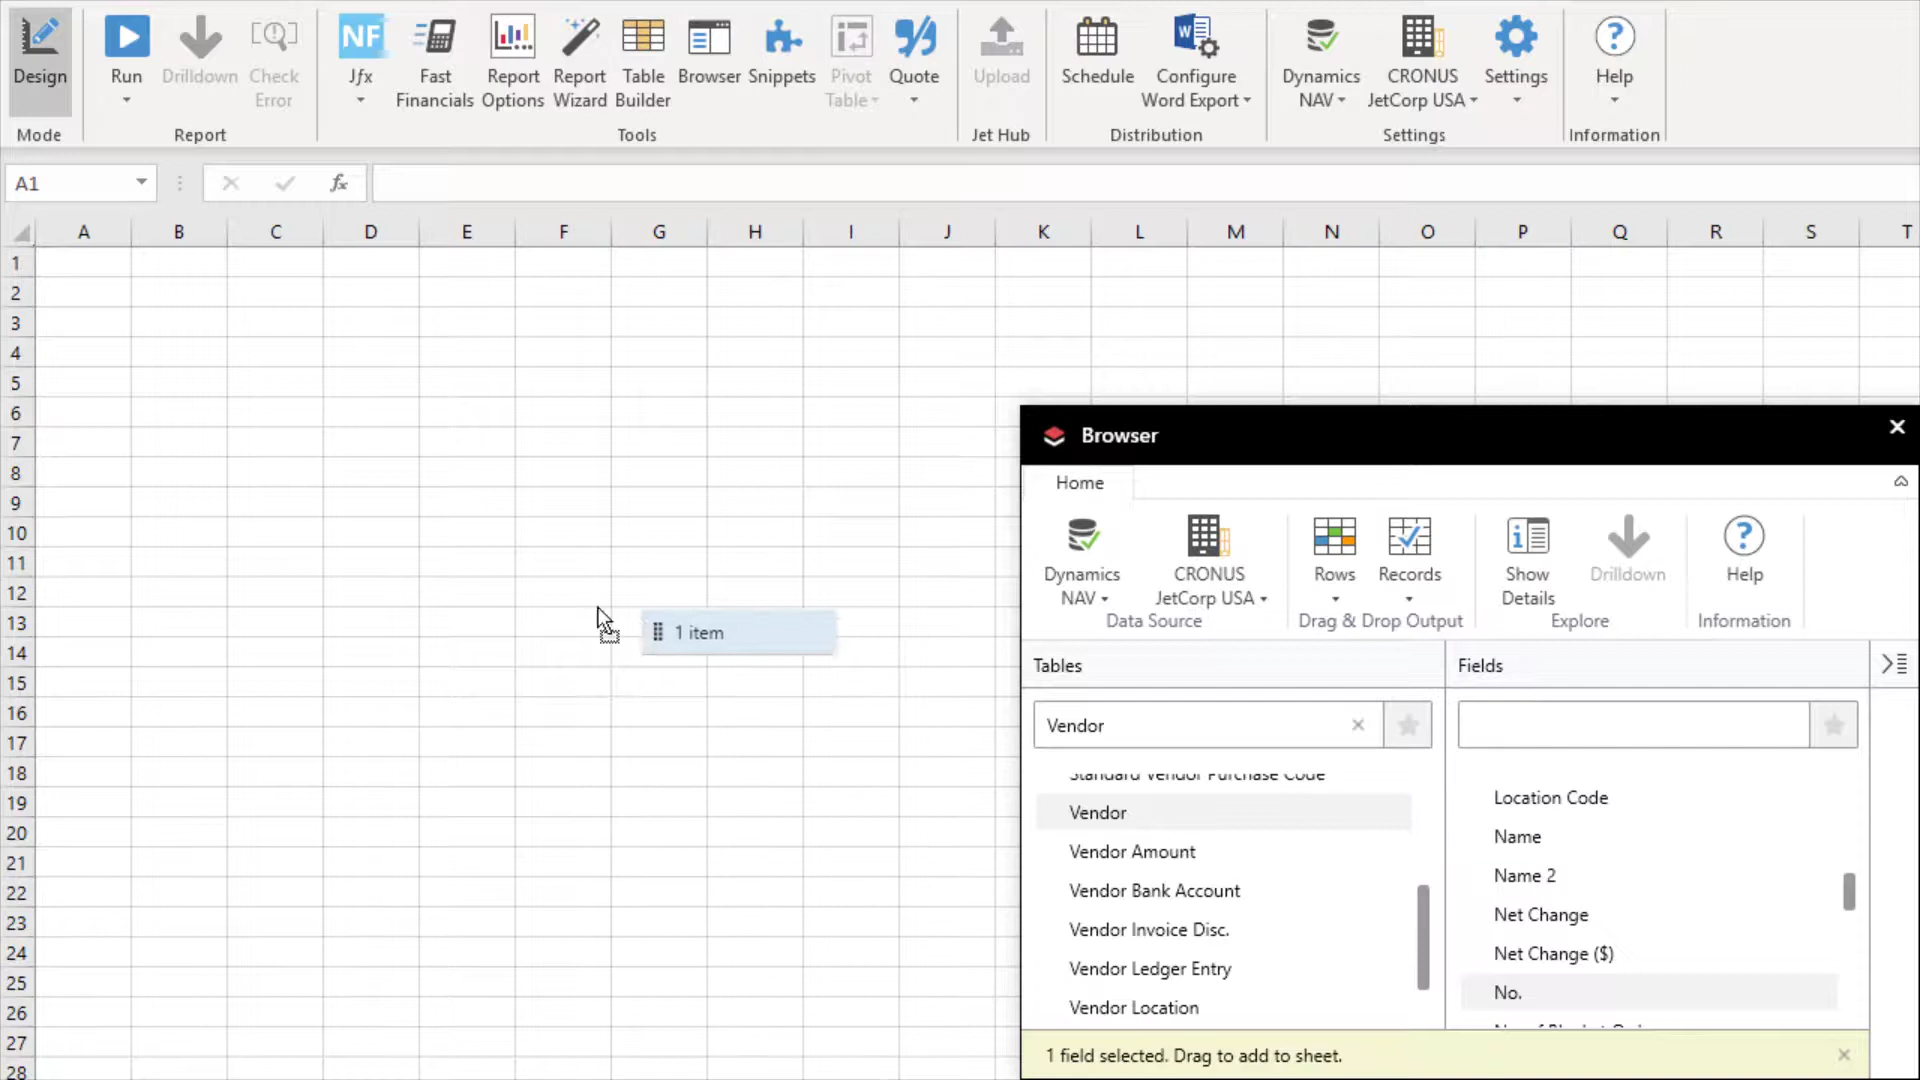 Design
Run
Drilldown
Check
Error
NF
Jfx
Fast
Financials
Report
Options
Report
Wizard
Table
Builder
Browser
Snippets
Pivot
Table
Quote
Upload
Schedule
Configure
Word Export
Dynamics
NAV
CRONUS
JetCorp USA
Settings
Help
Mode
Report
Tools
Jet Hub
Distribution
Settings
Information
A1
fx
A B C D E F G H I J K L M N O P Q R S T
1
2
3
4
5
6
7
8
9
10
11
12
13
14
15
16
17
18
19
20
21
22
23
24
25
26
27
28
1 item
Browser
Home
Dynamics
NAV
CRONUS
JetCorp USA
Data Source
Rows
Records
Drag & Drop Output
Show
Details
Drilldown
Explore
Help
Information
Tables
Vendor
Standard Vendor Purchase Code
Vendor
Vendor Amount
Vendor Bank Account
Vendor Invoice Disc.
Vendor Ledger Entry
Vendor Location
Fields
Location Code
Name
Name 2
Net Change
Net Change ($)
No.
1 field selected. Drag to add to sheet.